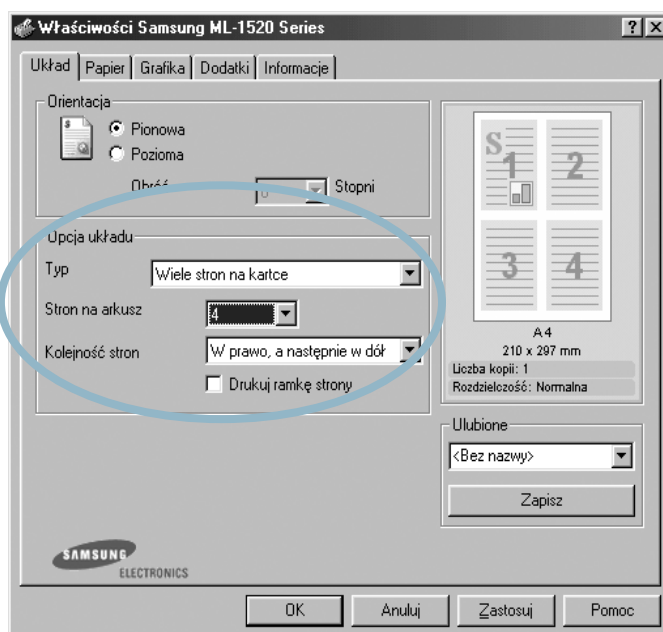 Właściwości Samsung ML-1520 Series
Układ Papier Grafika Dodatki Informacje
Orientacja
Pionowa
Pozioma
Obróć 0 Stopni
Opcja układu
Typ Wiele stron na kartce
Stron na arkusz 4
Kolejność stron W prawo, a następnie w dół
Drukuj ramkę strony
S
1 2
3 4
A4
210 x 297 mm
Liczba kopii: 1
Rozdzielczość: Normalna
Ulubione
<Bez nazwy>
Zapisz
SAMSUNG
ELECTRONICS
OK Anuluj Zastosuj Pomoc